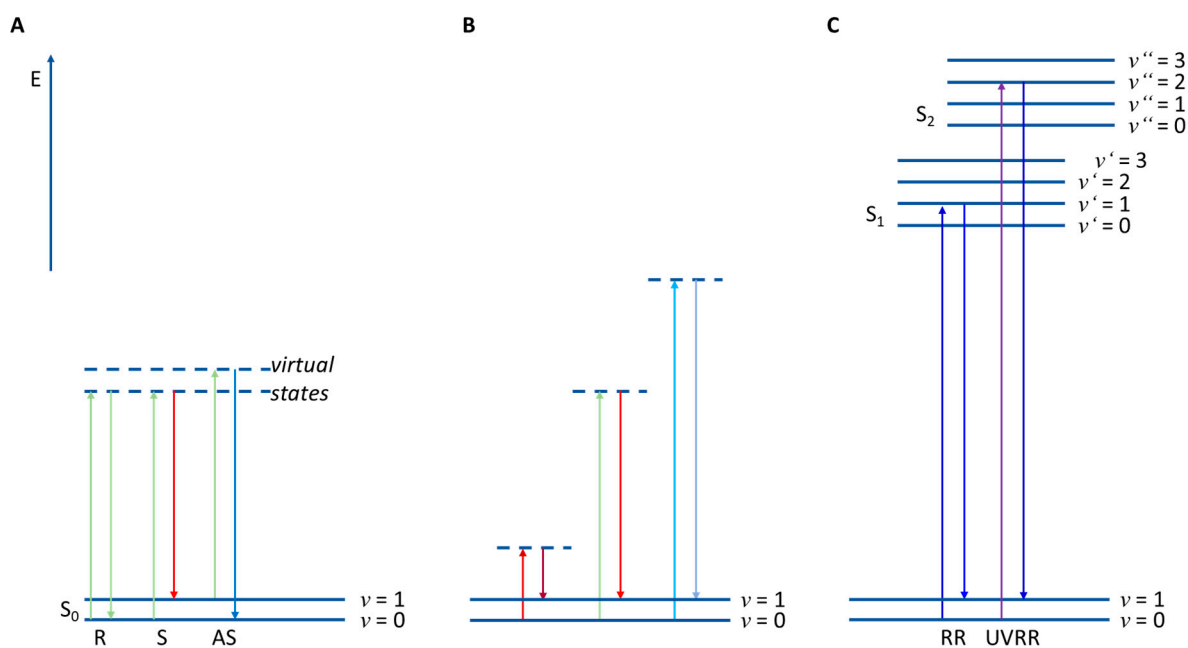 A
B
C
E
v‘‘ = 3
v‘‘ = 2
v‘‘ = 1
v‘‘ = 0
S2
v‘ = 3
v‘ = 2
v‘ = 1
v‘ = 0
S1
virtual
states
S0
v = 1
v = 0
R S AS
v = 1
v = 0
v = 1
v = 0
RR UVRR